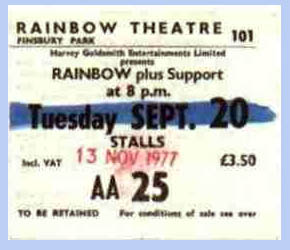 RAINBOW THEATRE 101
FINSBURY PARK
Harvey Goldsmith Entertainments Limited
presents
RAINBOW plus Support
at 8 p.m.
Tuesday SEPT. 20
STALLS
Incl. VAT 13 NOV 1977 £3.50
AA 25
TO BE RETAINED For conditions of sale see over